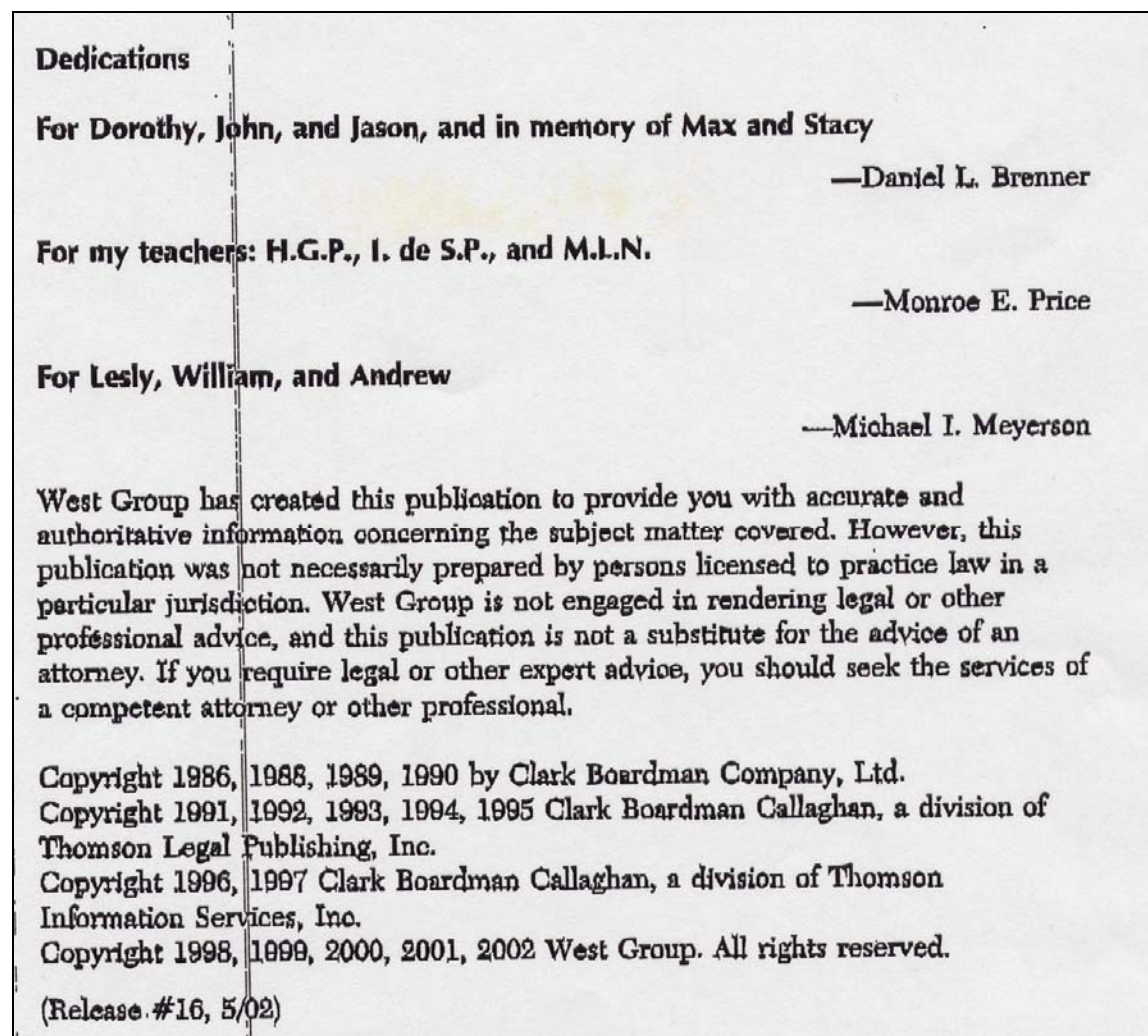 Dedications
For Dorothy, John, and Jason, and in memory of Max and Stacy
—Daniel L. Brenner
For my teachers: H.G.P., I. de S.P., and M.L.N.
—Monroe E. Price
For Lesly, William, and Andrew
—Michael I. Meyerson
West Group has created this publication to provide you with accurate and
authoritative information concerning the subject matter covered. However, this
publication was not necessarily prepared by persons licensed to practice law in a
particular jurisdiction. West Group is not engaged in rendering legal or other
professional advice, and this publication is not a substitute for the advice of an
attorney. If you require legal or other expert advice, you should seek the services of
a competent attorney or other professional.
Copyright 1986, 1988, 1989, 1990 by Clark Boardman Company, Ltd.
Copyright 1991, 1992, 1993, 1994, 1995 Clark Boardman Callaghan, a division of
Thomson Legal Publishing, Inc.
Copyright 1996, 1997 Clark Boardman Callaghan, a division of Thomson
Information Services, Inc.
Copyright 1998, 1999, 2000, 2001, 2002 West Group. All rights reserved.
(Release #16, 5/02)